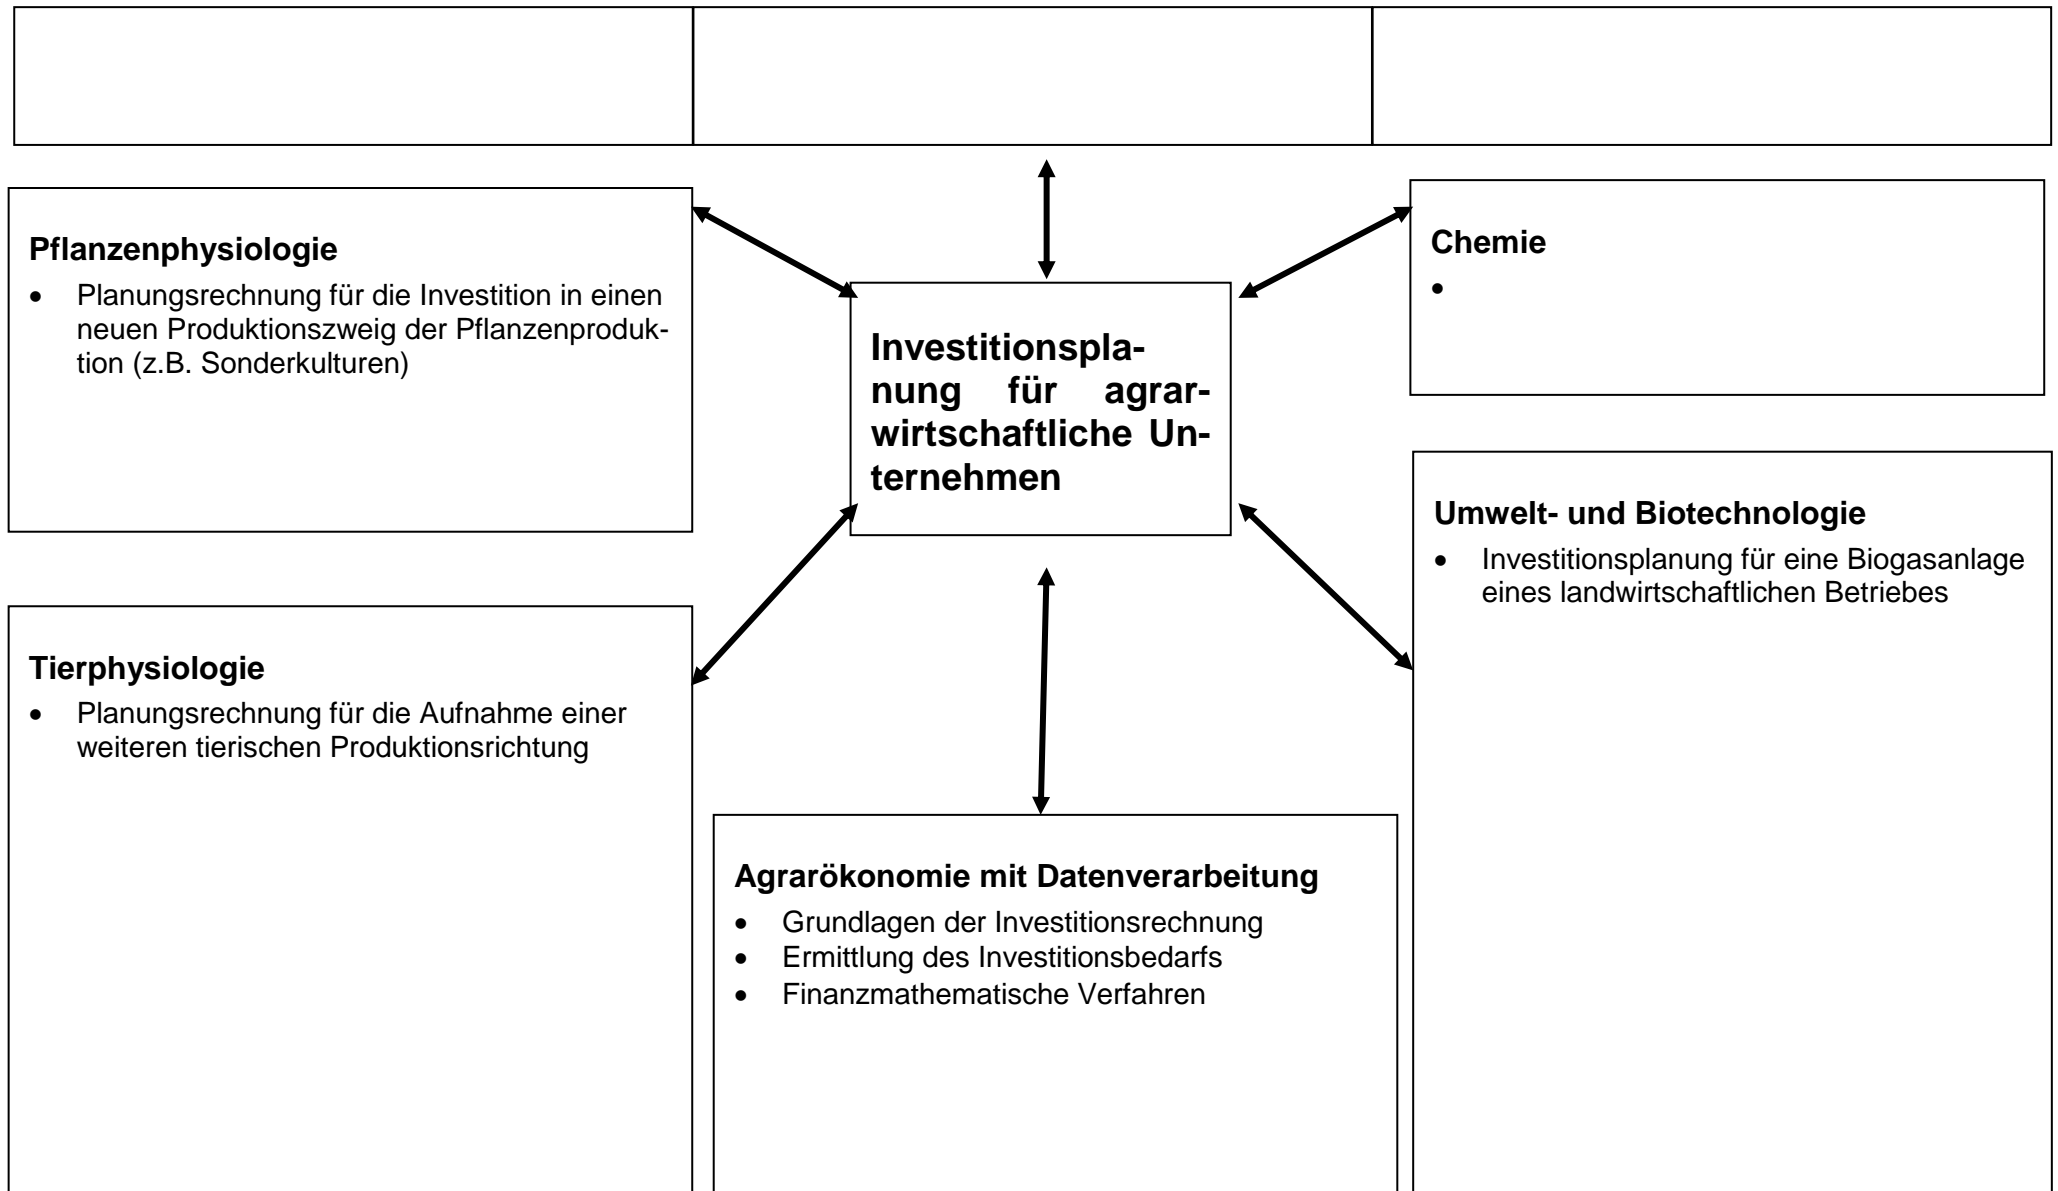 Pflanzenphysiologie
• Planungsrechnung für die Investition in einen
neuen Produktionszweig der Pflanzenproduk-
tion (z.B. Sonderkulturen)
Chemie
•
Investitionspla-
nung für agrar-
wirtschaftliche Un-
ternehmen
Umwelt- und Biotechnologie
• Investitionsplanung für eine Biogasanlage
eines landwirtschaftlichen Betriebes
Tierphysiologie
• Planungsrechnung für die Aufnahme einer
weiteren tierischen Produktionsrichtung
Agrarökonomie mit Datenverarbeitung
• Grundlagen der Investitionsrechnung
• Ermittlung des Investitionsbedarfs
• Finanzmathematische Verfahren